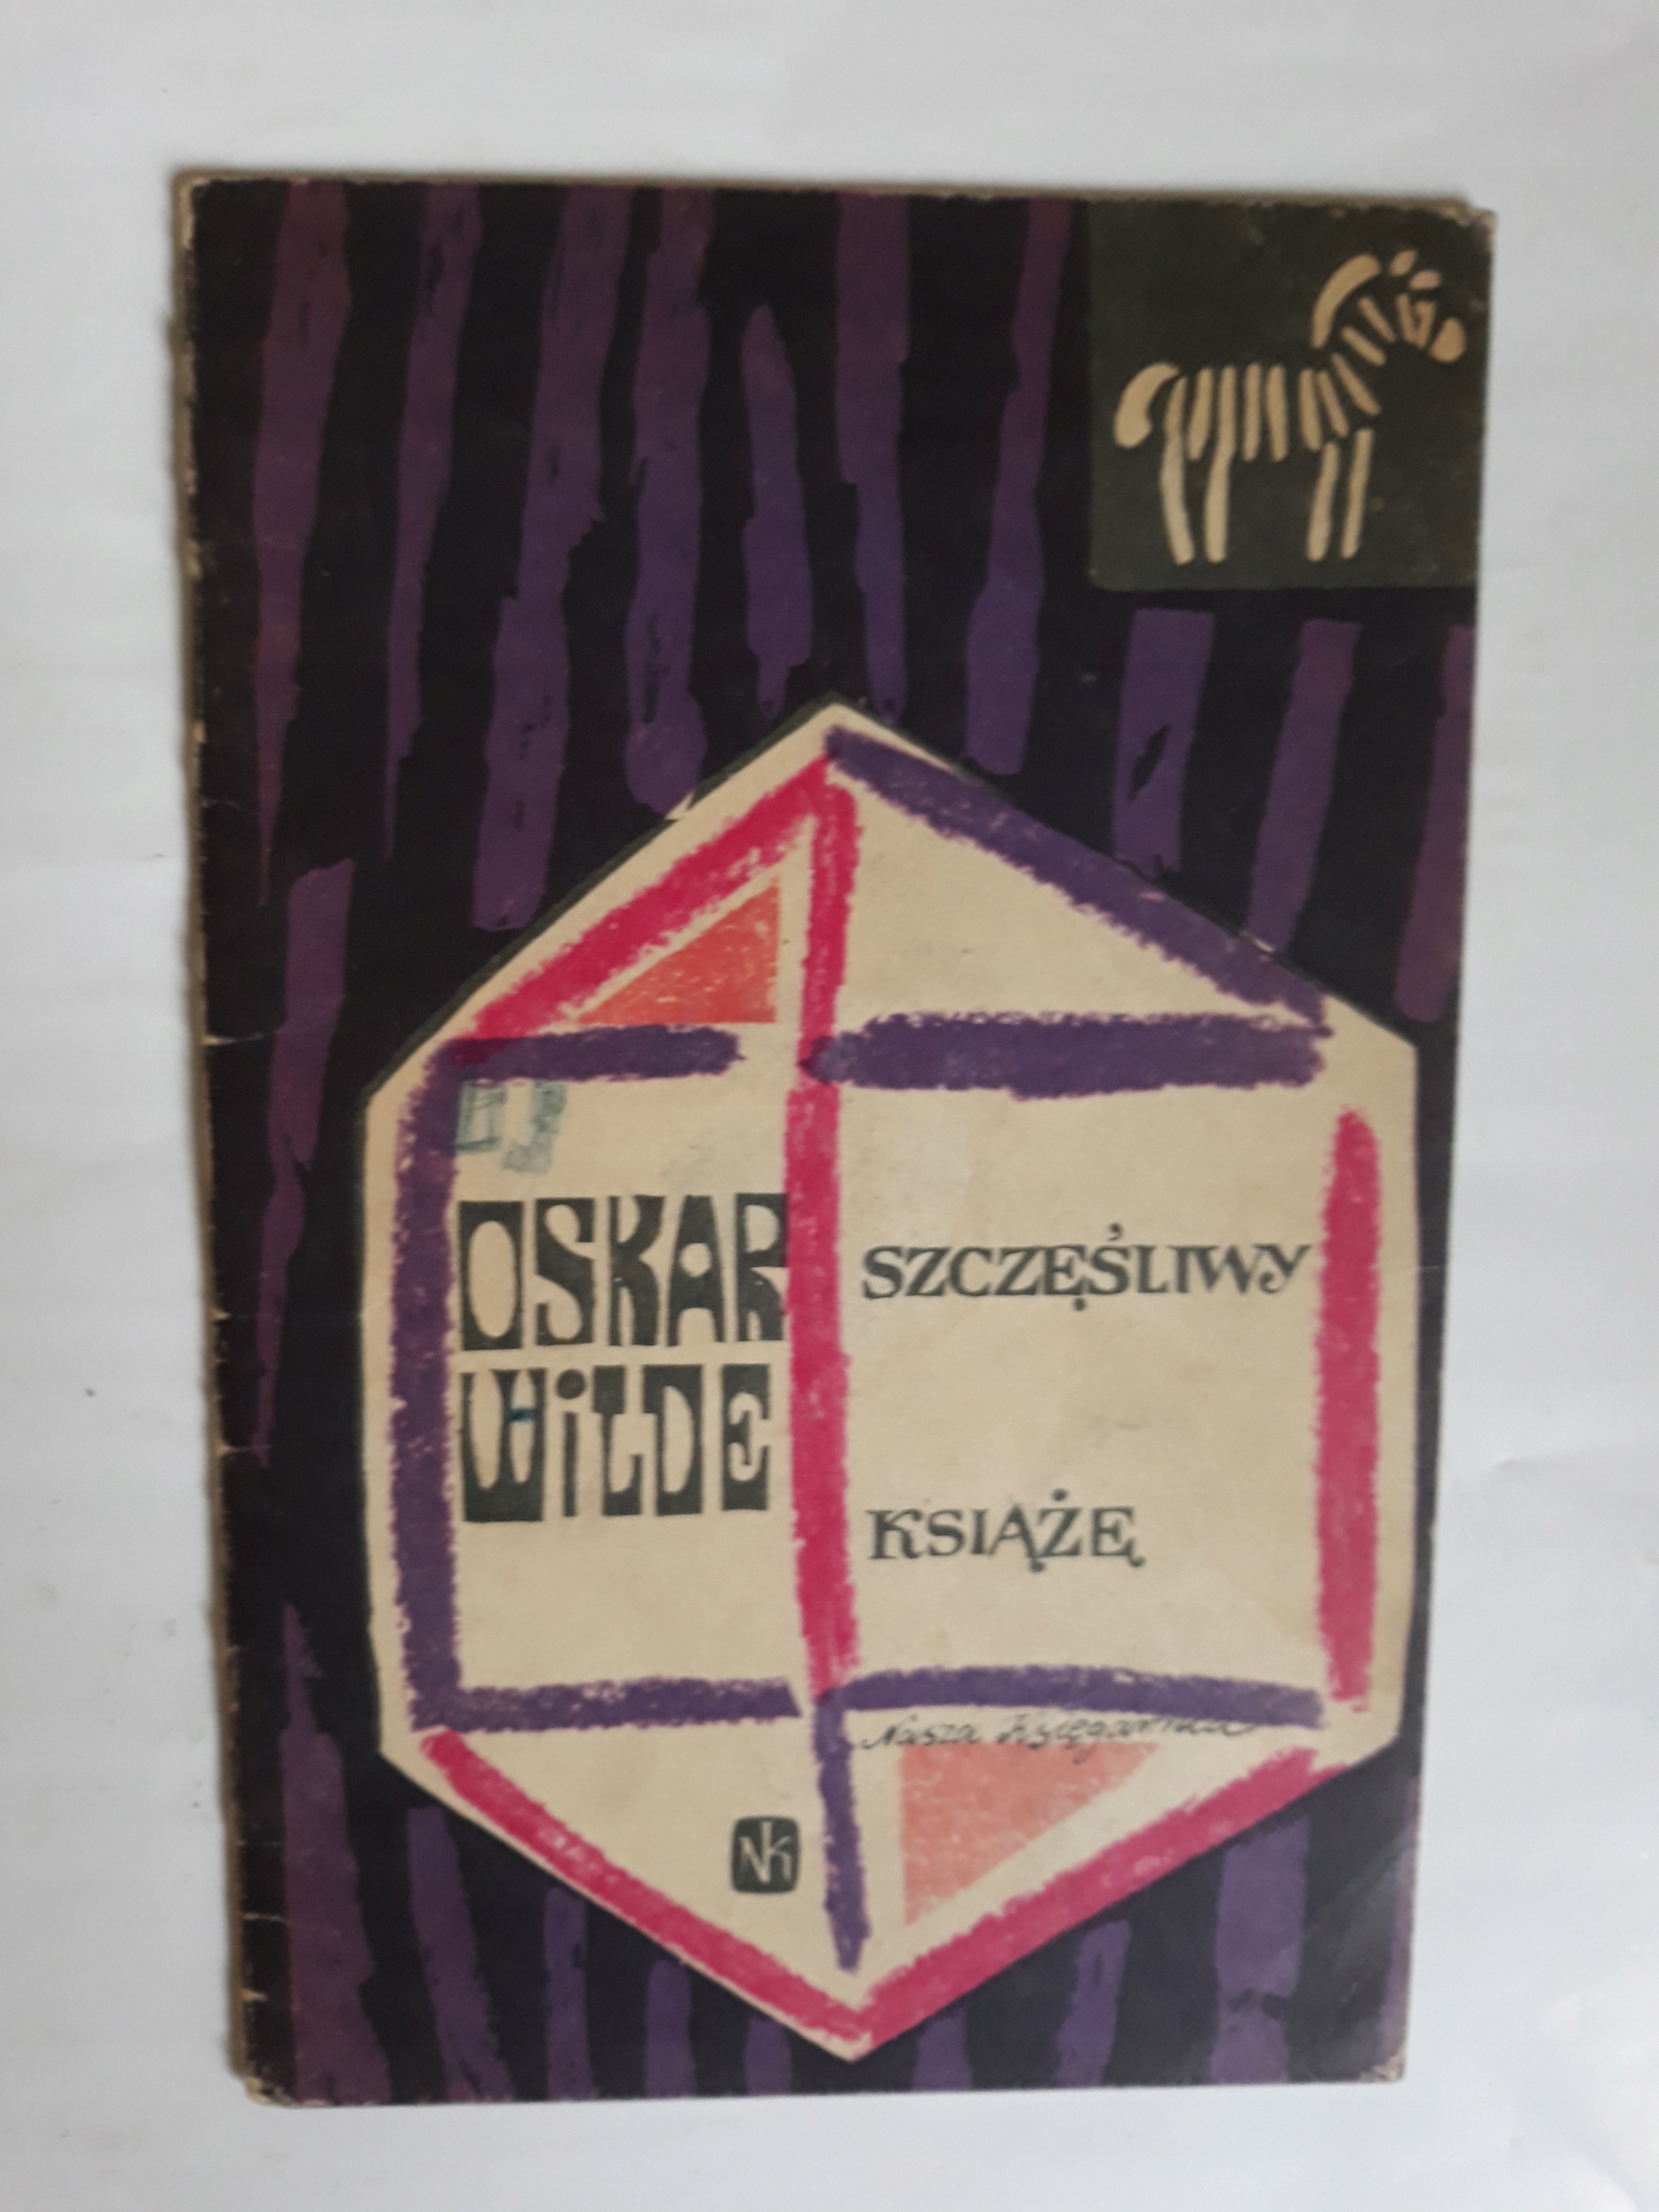 OSKAR
WiLDE
SZCZĘŚLIWY
KSIĄŻĘ
Nasza Księgarnia
NK